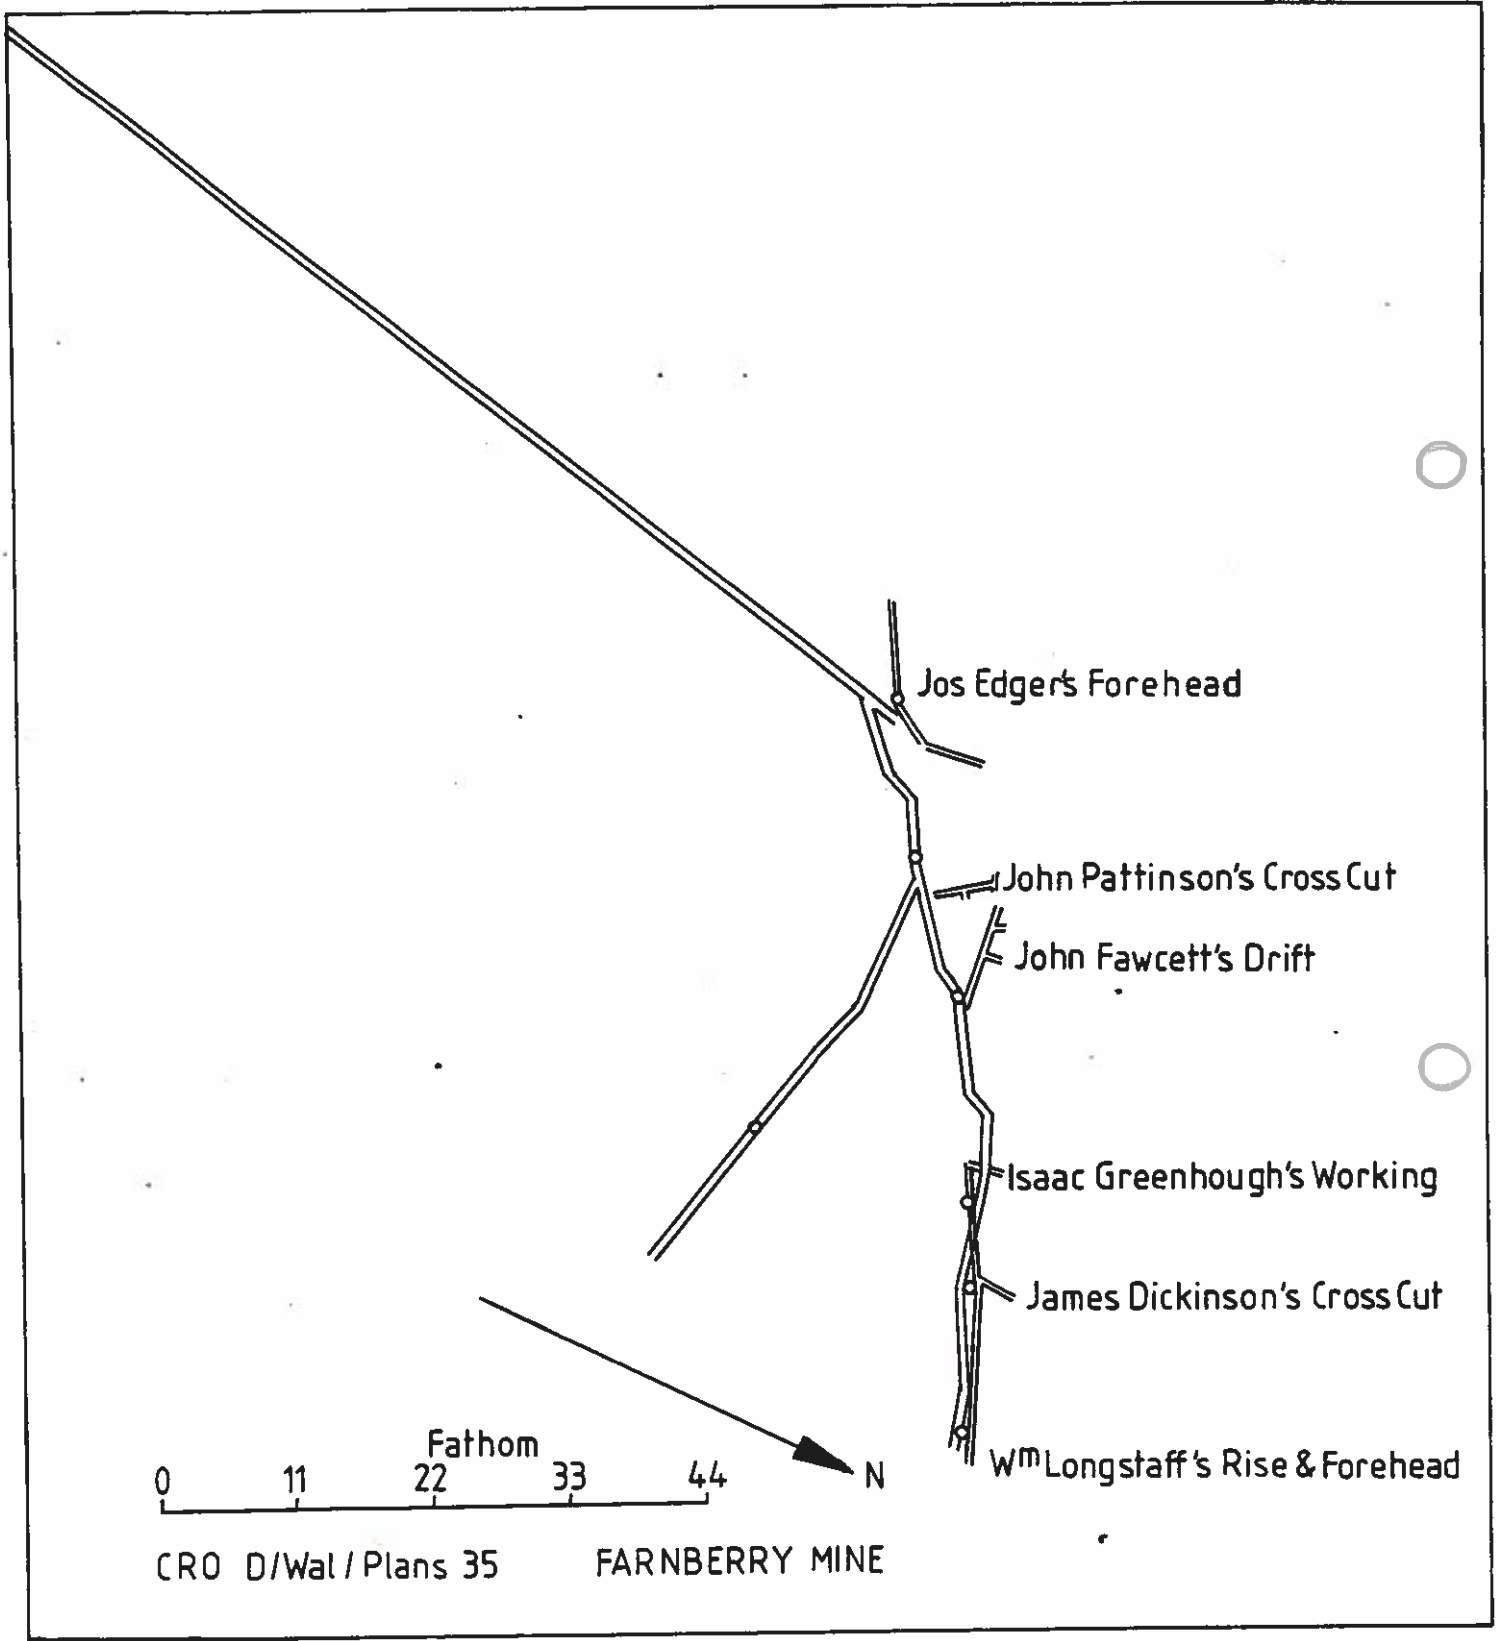 Jos Edger's Forehead
John Pattinson's Cross Cut
John Fawcett's Drift
Isaac Greenhough's Working
James Dickinson's Cross Cut
Wm Longstaff's Rise & Forehead
N
Fathom
0 11 22 33 44
CRO D/Wal/Plans 35 FARNBERRY MINE